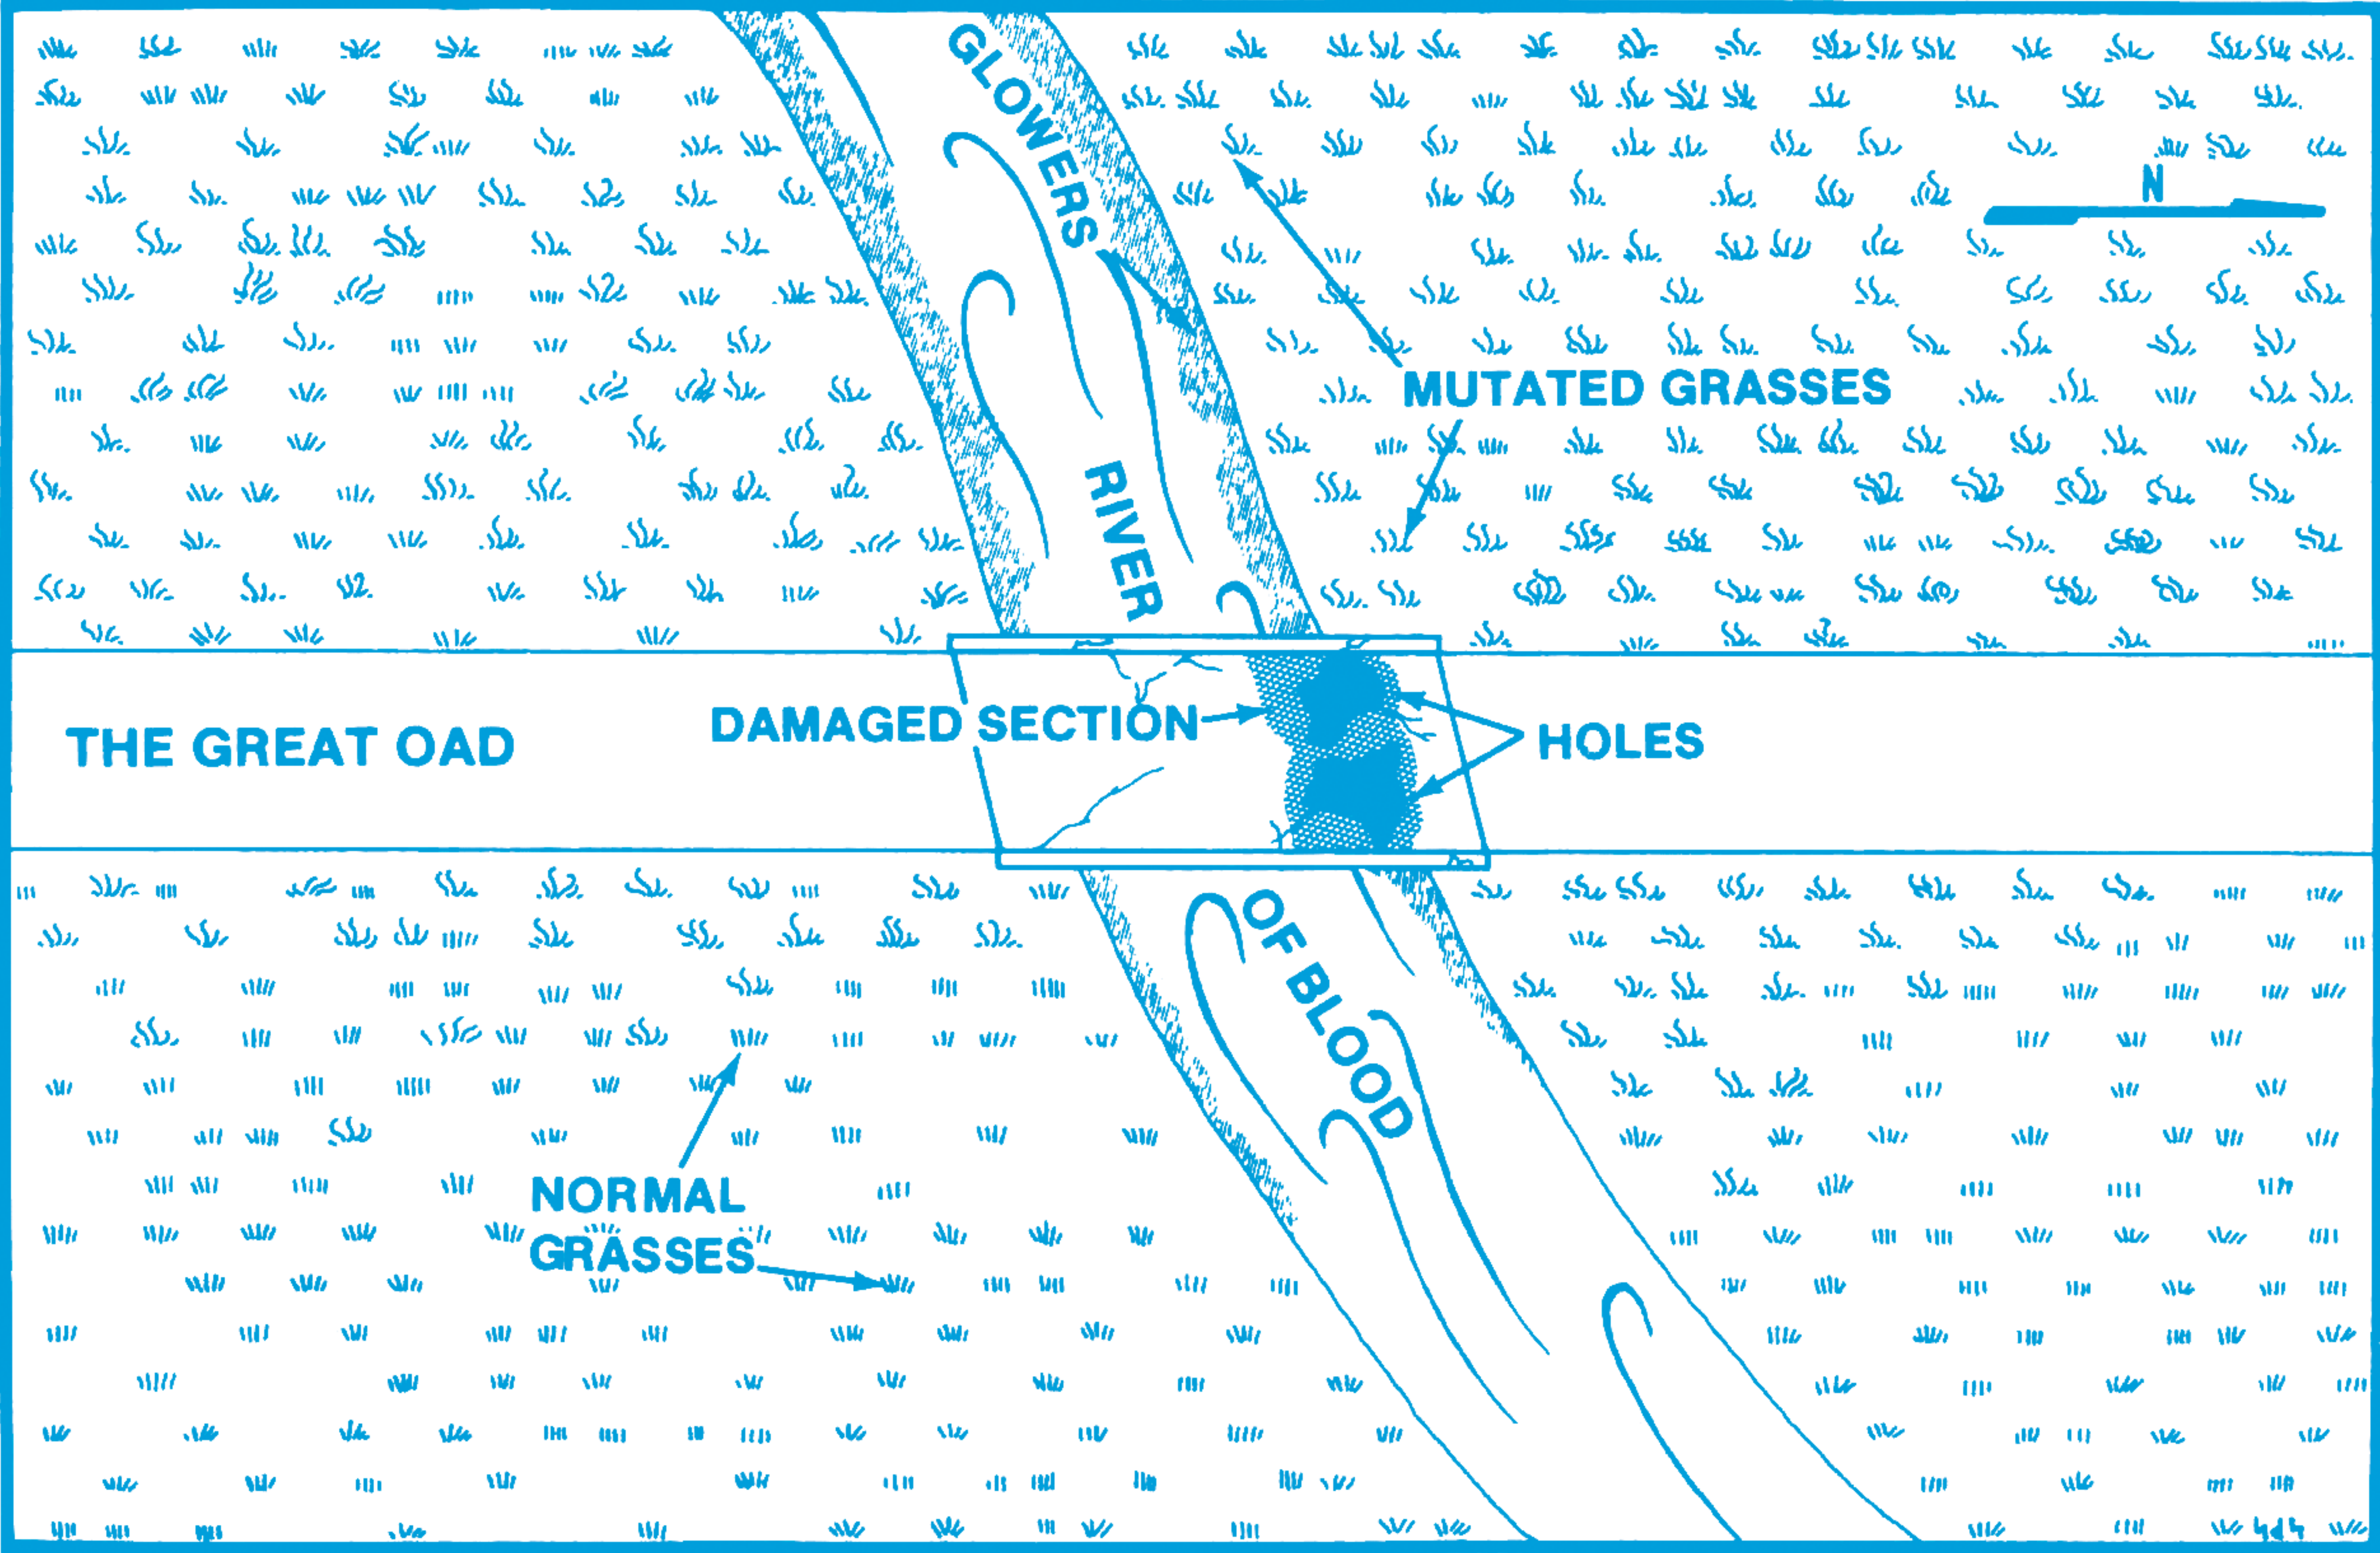 GLOWERS
N
MUTATED GRASSES
RIVER
DAMAGED SECTION
THE GREAT OAD
HOLES
OF BLOOD
NORMAL
GRASSES